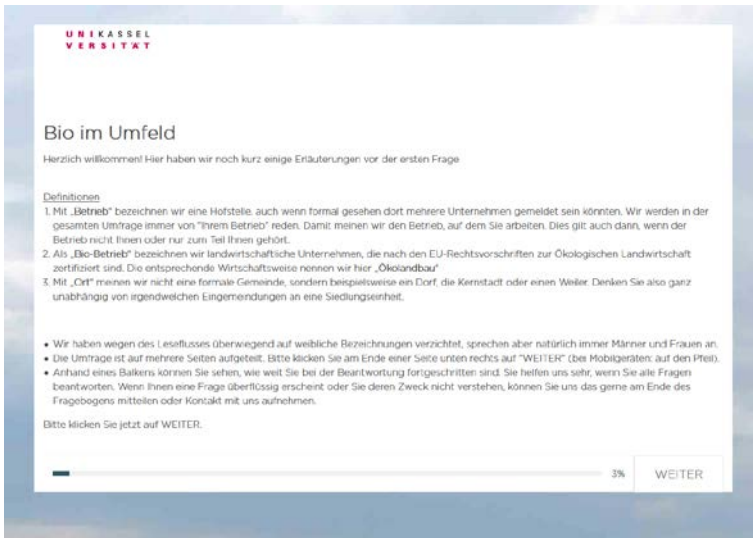 UNIKASSEL
VERSITÄT
Bio im Umfeld
Herzlich willkommen! Hier haben wir noch kurz einige Erläuterungen vor der ersten Frage
Definitionen
1. Mit „Betrieb" bezeichnen wir eine Hofstelle, auch wenn formal gesehen dort mehrere Unternehmen gemeldet sein könnten. Wir werden in der
gesamten Umfrage immer von "Ihrem Betrieb" reden. Damit meinen wir den Betrieb, auf dem Sie arbeiten. Dies gilt auch dann, wenn der
Betrieb nicht Ihnen oder nur zum Teil Ihnen gehört.
2. Als „Bio-Betrieb" bezeichnen wir landwirtschaftliche Unternehmen, die nach den EU-Rechtsvorschriften zur Ökologischen Landwirtschaft
zertifiziert sind. Die entsprechende Wirtschaftsweise nennen wir hier „Ökolandbau"
3. Mit „Ort" meinen wir nicht eine formale Gemeinde, sondern beispielsweise ein Dorf, die Kernstadt oder einen Weiler. Denken Sie also ganz
unabhängig von irgendwelchen Eingemeindungen an eine Siedlungseinheit.
• Wir haben wegen des Leseflusses überwiegend auf weibliche Bezeichnungen verzichtet, sprechen aber natürlich immer Männer und Frauen an.
• Die Umfrage ist auf mehrere Seiten aufgeteilt. Bitte klicken Sie am Ende einer Seite unten rechts auf "WEITER" (bei Mobilgeräten: auf den Pfeil).
• Anhand eines Balkens können Sie sehen, wie weit Sie bei der Beantwortung fortgeschritten sind. Sie helfen uns sehr, wenn Sie alle Fragen
beantworten. Wenn Ihnen eine Frage überflüssig erscheint oder Sie deren Zweck nicht verstehen, können Sie uns das gerne am Ende des
Fragebogens mitteilen oder Kontakt mit uns aufnehmen.
Bitte klicken Sie jetzt auf WEITER.
3%
WEITER